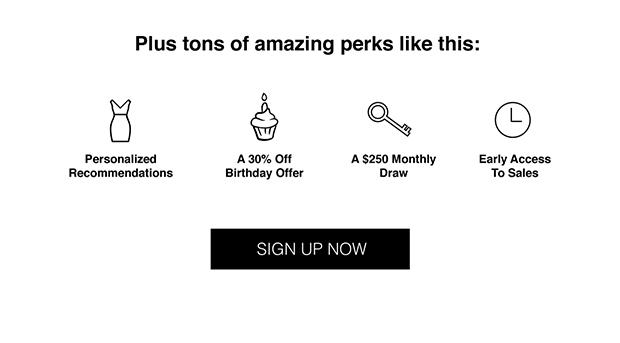 Plus tons of amazing perks like this:
Personalized
Recommendations
A 30% Off
Birthday Offer
A $250 Monthly
Draw
Early Access
To Sales
SIGN UP NOW